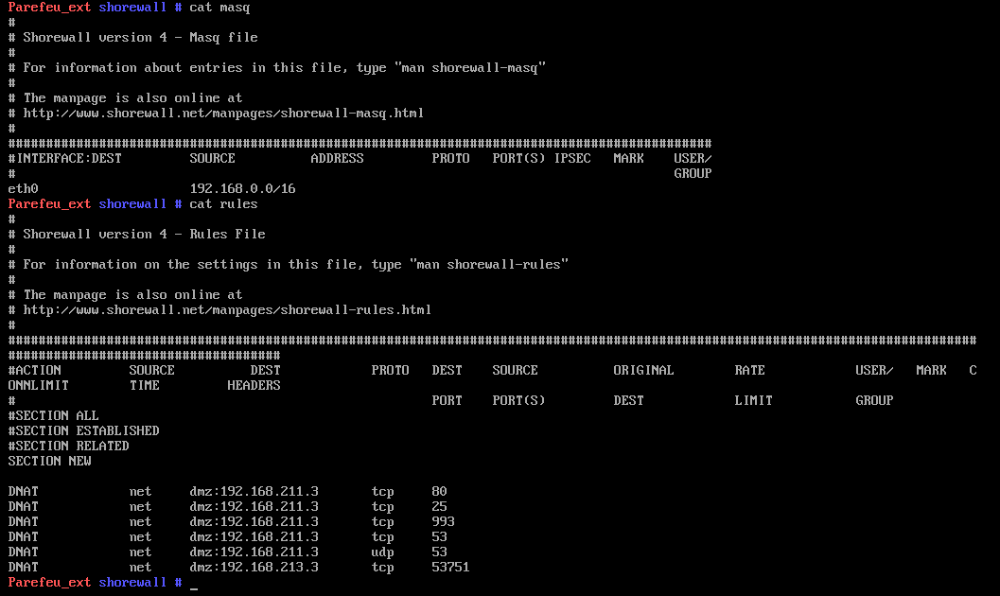 Parefeu_ext shorewall # cat masq
#
# Shorewall version 4 - Masq file
#
# For information about entries in this file, type "man shorewall-masq"
#
# The manpage is also online at
# http://www.shorewall.net/manpages/shorewall-masq.html
#
#############################################################################################
#INTERFACE:DEST         SOURCE          ADDRESS         PROTO   PORT(S) IPSEC   MARK    USER/
#                                                                                       GROUP
eth0                    192.168.0.0/16
Parefeu_ext shorewall # cat rules
#
# Shorewall version 4 - Rules File
#
# For information on the settings in this file, type "man shorewall-rules"
#
# The manpage is also online at
# http://www.shorewall.net/manpages/shorewall-rules.html
#
################################################################################################################################
####################################
#ACTION         SOURCE          DEST            PROTO   DEST    SOURCE          ORIGINAL        RATE            USER/   MARK   C
ONNLIMIT        TIME         HEADERS
#                                                       PORT    PORT(S)         DEST            LIMIT           GROUP
#SECTION ALL
#SECTION ESTABLISHED
#SECTION RELATED
SECTION NEW
DNAT            net     dmz:192.168.211.3       tcp     80
DNAT            net     dmz:192.168.211.3       tcp     25
DNAT            net     dmz:192.168.211.3       tcp     993
DNAT            net     dmz:192.168.211.3       tcp     53
DNAT            net     dmz:192.168.211.3       udp     53
DNAT            net     dmz:192.168.213.3       tcp     53751
Parefeu_ext shorewall # _